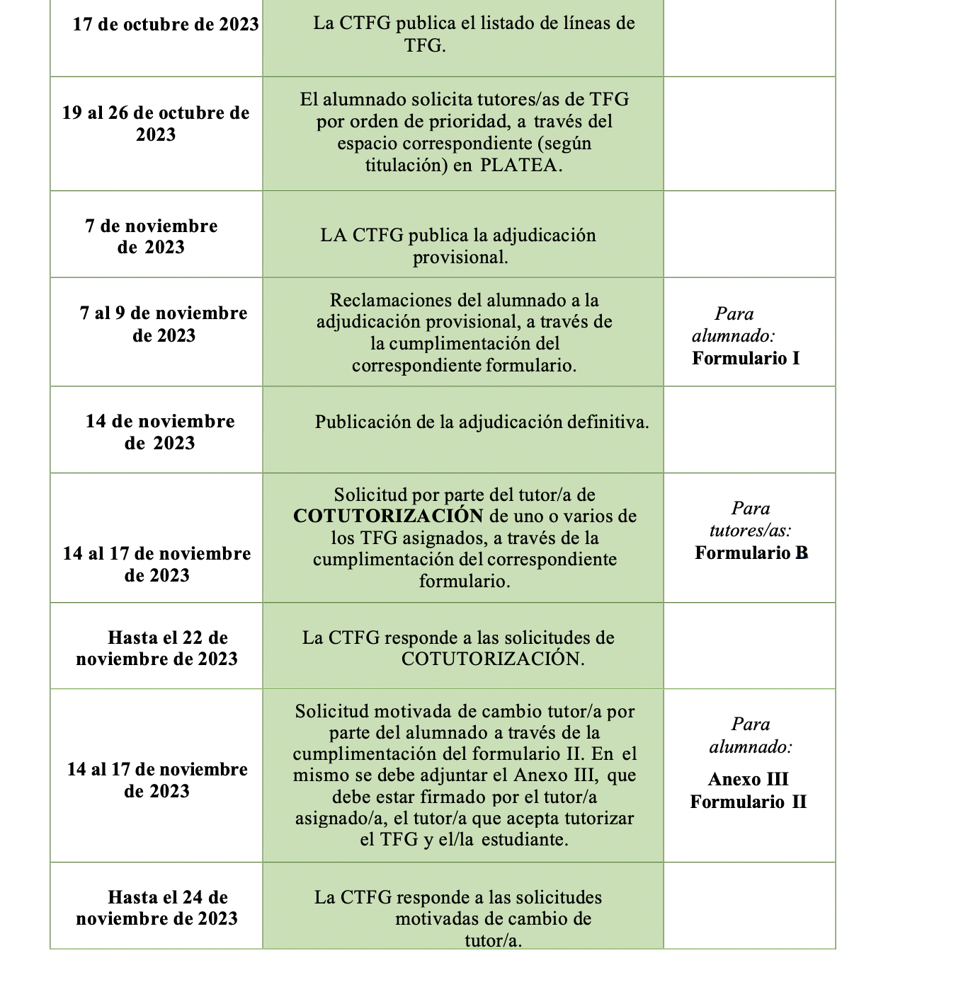 17 de octubre de 2023
La CTFG publica el listado de líneas de
TFG.
19 al 26 de octubre de
2023
El alumnado solicita tutores/as de TFG
por orden de prioridad, a través del
espacio correspondiente (según
titulación) en PLATEA.
7 de noviembre
de 2023
LA CTFG publica la adjudicación
provisional.
7 al 9 de noviembre
de 2023
Reclamaciones del alumnado a la
adjudicación provisional, a través de
la cumplimentación del
correspondiente formulario.
Para
alumnado:
Formulario I
14 de noviembre
de 2023
Publicación de la adjudicación definitiva.
14 al 17 de noviembre
de 2023
Solicitud por parte del tutor/a de
COTUTORIZACIÓN de uno o varios de
los TFG asignados, a través de la
cumplimentación del correspondiente
formulario.
Para
tutores/as:
Formulario B
Hasta el 22 de
noviembre de 2023
La CTFG responde a las solicitudes de
COTUTORIZACIÓN.
14 al 17 de noviembre
de 2023
Solicitud motivada de cambio tutor/a por
parte del alumnado a través de la
cumplimentación del formulario II. En el
mismo se debe adjuntar el Anexo III, que
debe estar firmado por el tutor/a
asignado/a, el tutor/a que acepta tutorizar
el TFG y el/la estudiante.
Para
alumnado:
Anexo III
Formulario II
Hasta el 24 de
noviembre de 2023
La CTFG responde a las solicitudes
motivadas de cambio de
tutor/a.